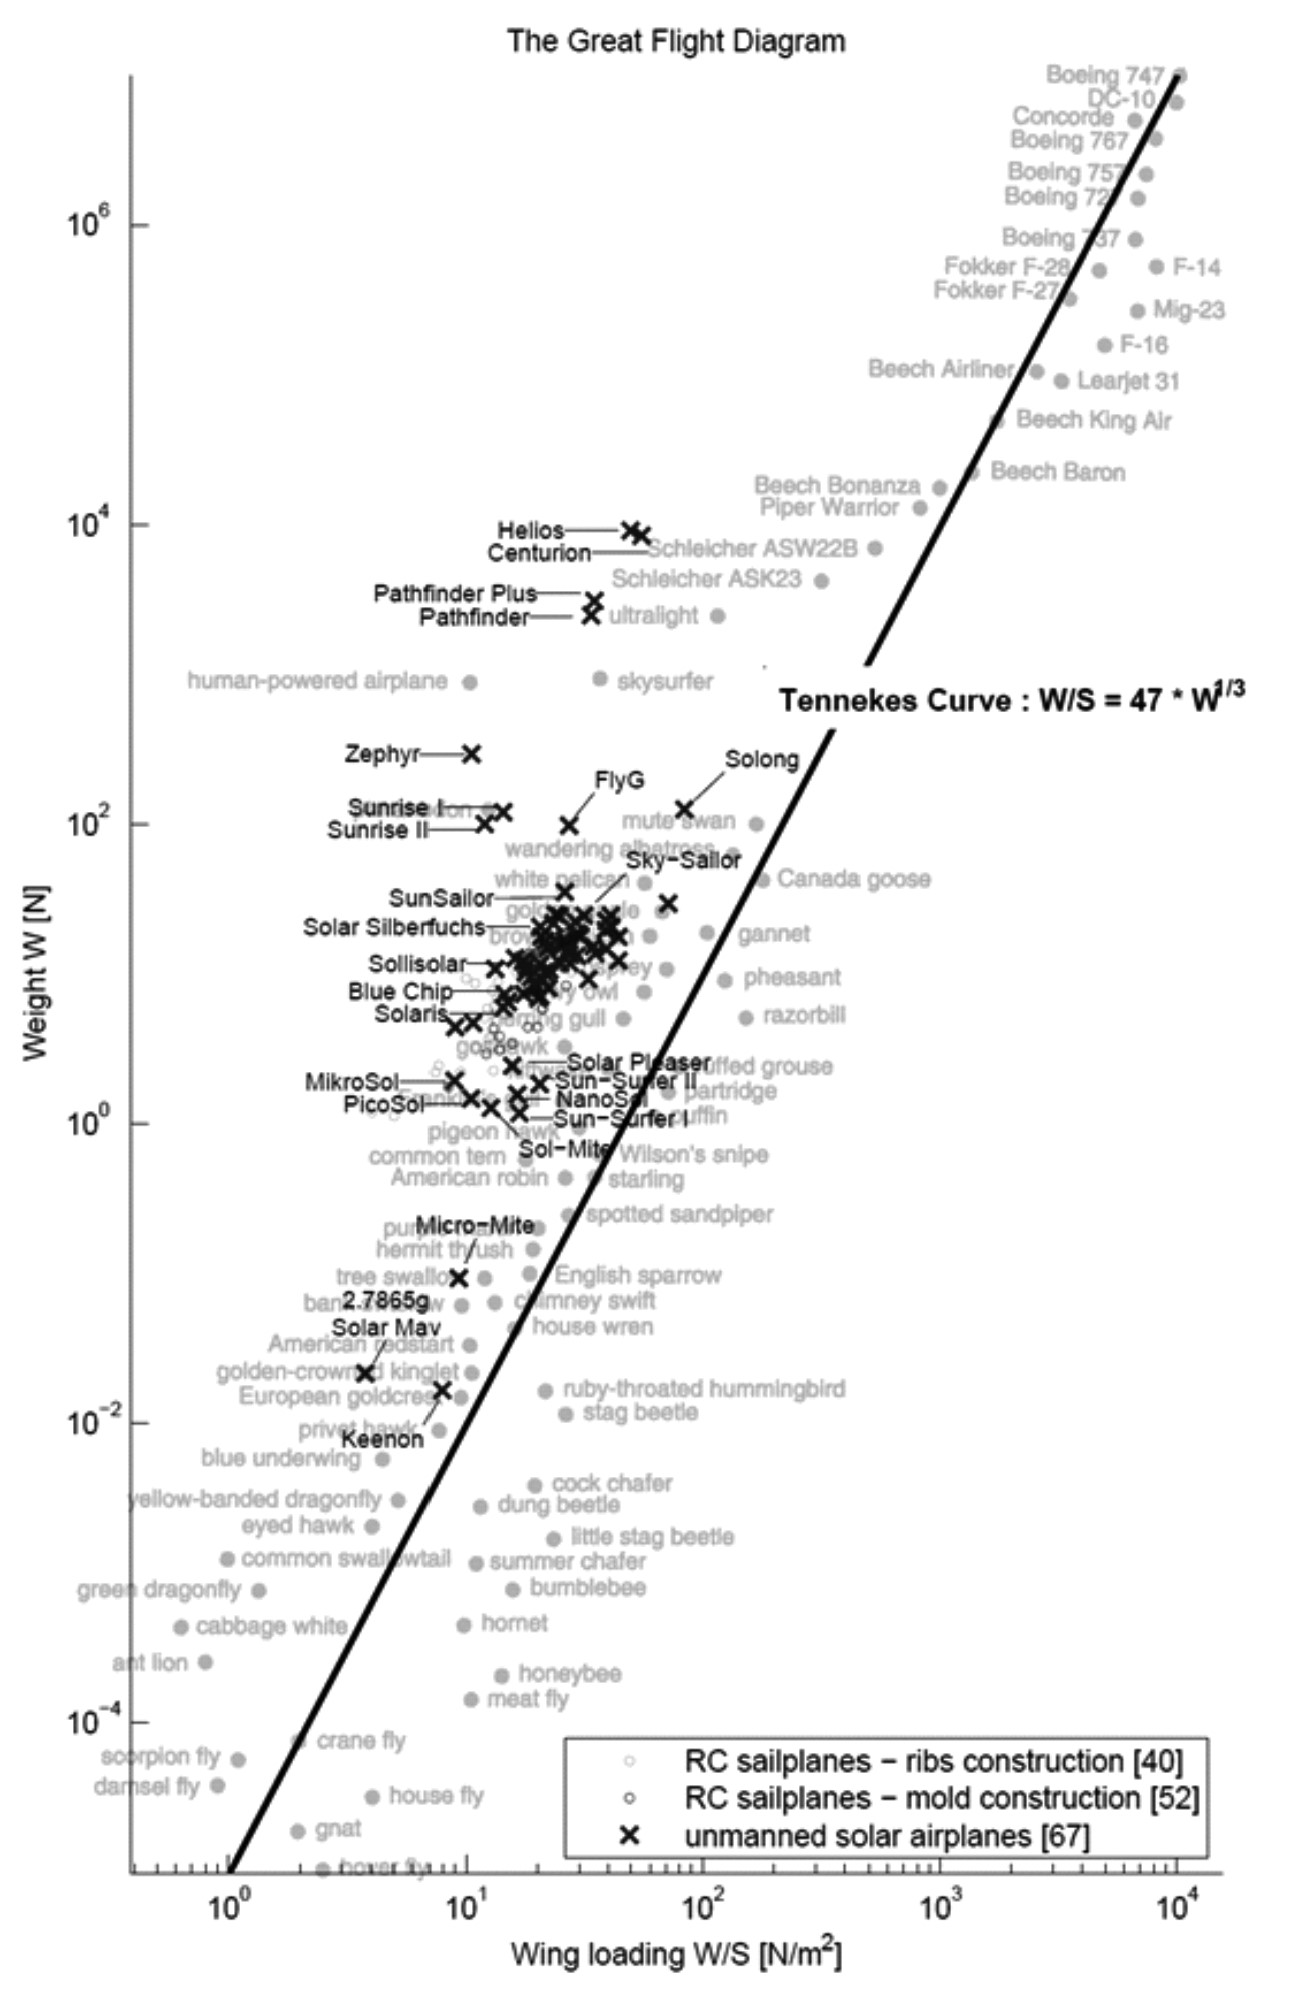 The Great Flight Diagram
Boeing 747
DC-10
Concorde
Boeing 767
Boeing 757
Boeing 727
10⁶
Boeing 737
Fokker F-28
F-14
Fokker F-27
Mig-23
F-16
Beech Airliner
Learjet 31
Beech King Air
Beech Baron
Beech Bonanza
Piper Warrior
10⁴
Helios
Centurion
Schleicher ASW22B
Schleicher ASK23
Pathfinder Plus
Pathfinder
ultralight
human-powered airplane
skysurfer
Tennekes Curve : W/S = 47 * W^1/3
Zephyr
Solong
FlyG
Sunrise I
10²
Sunrise II
mute swan
wandering albatross
Sky-Sailor
white pelican
Canada goose
SunSailor
Solar Silberfuchs
gannet
Sollisolar
osprey
pheasant
Blue Chip
Solaris
herring gull
razorbill
goshawk
Solar Pleaser
ruffed grouse
MikroSol
Sun-Surfer II
partridge
PicoSol
NanoSol
10⁰
Sun-Surfer I
puffin
pigeon hawk
Sol-Mite
common tern
Wilson's snipe
American robin
starling
spotted sandpiper
Micro-Mite
hermit thrush
tree swallow
English sparrow
2.7865g
chimney swift
Solar Mav
house wren
American redstart
golden-crowned kinglet
European goldcrest
ruby-throated hummingbird
stag beetle
10⁻²
privet hawk
Keenon
blue underwing
cock chafer
yellow-banded dragonfly
dung beetle
eyed hawk
little stag beetle
common swallowtail
summer chafer
green dragonfly
bumblebee
cabbage white
hornet
ant lion
honeybee
meat fly
10⁻⁴
crane fly
scorpion fly
damsel fly
house fly
gnat
hover fly
RC sailplanes − ribs construction [40]
RC sailplanes − mold construction [52]
unmanned solar airplanes [67]
10⁰ 10¹ 10² 10³ 10⁴
Wing loading W/S [N/m²]
Weight W [N]